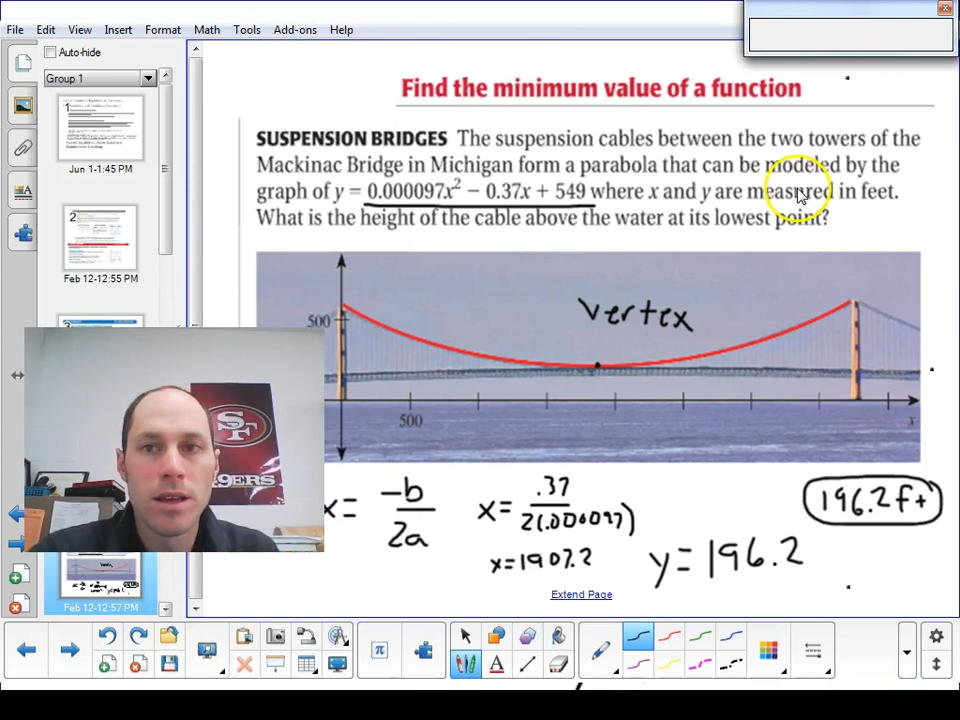 File Edit View Insert Format Math Tools Add-ons Help
Auto-hide
Group 1
1
Jun 1-1:45 PM
2
Feb 12-12:55 PM
3
Feb 12-12:57 PM
Find the minimum value of a function
SUSPENSION BRIDGES The suspension cables between the two towers of the
Mackinac Bridge in Michigan form a parabola that can be modeled by the
graph of y = 0.000097x² − 0.37x + 549 where x and y are measured in feet.
What is the height of the cable above the water at its lowest point?
vertex
500
500
x
SF
49ERS
x = -b / 2a
x = .37 / 2(.000097)
x = 1907.2
y = 196.2
196.2 ft
Extend Page
π
A